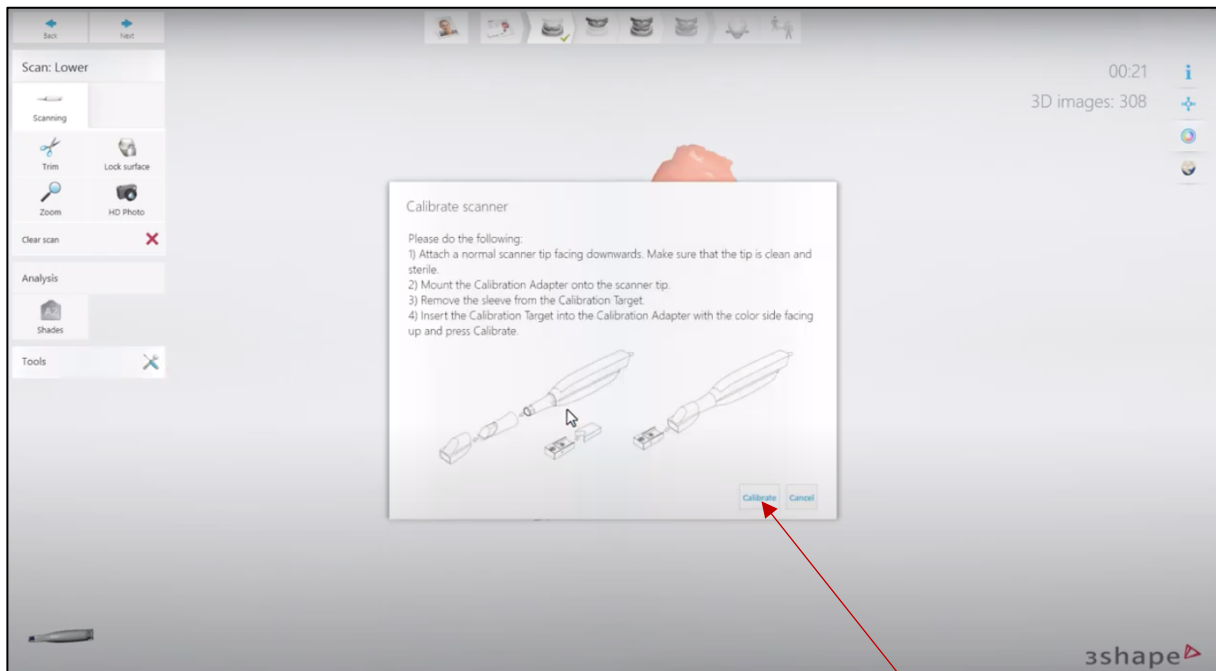 Back
Next
Scan: Lower
00:21
3D images: 308
Scanning
Trim
Lock surface
Zoom
HD Photo
Clear scan
Analysis
A2
Shades
Tools
Calibrate scanner
Please do the following:
1) Attach a normal scanner tip facing downwards. Make sure that the tip is clean and
sterile.
2) Mount the Calibration Adapter onto the scanner tip.
3) Remove the sleeve from the Calibration Target.
4) Insert the Calibration Target into the Calibration Adapter with the color side facing
up and press Calibrate.
Calibrate
Cancel
3shape